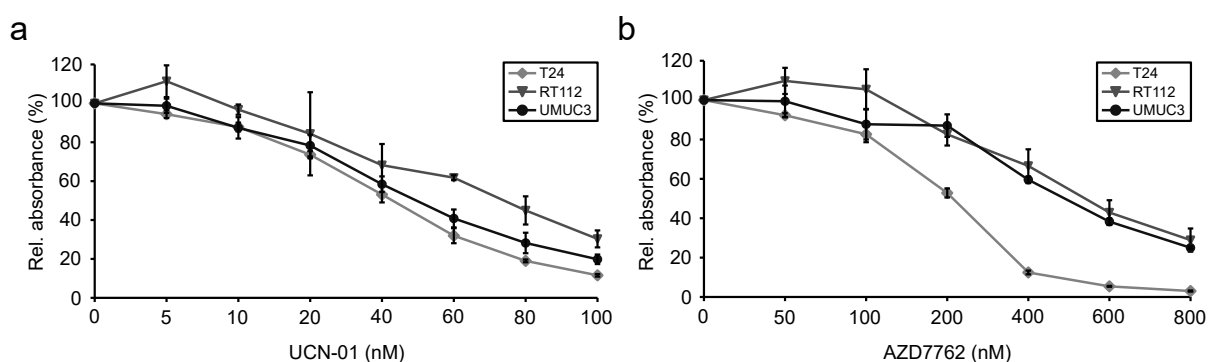 a
b
120
100
80
60
40
20
0
Rel. absorbance (%)
T24
RT112
UMUC3
0 5 10 20 40 60 80 100
UCN-01 (nM)
120
100
80
60
40
20
0
Rel. absorbance (%)
T24
RT112
UMUC3
0 50 100 200 400 600 800
AZD7762 (nM)